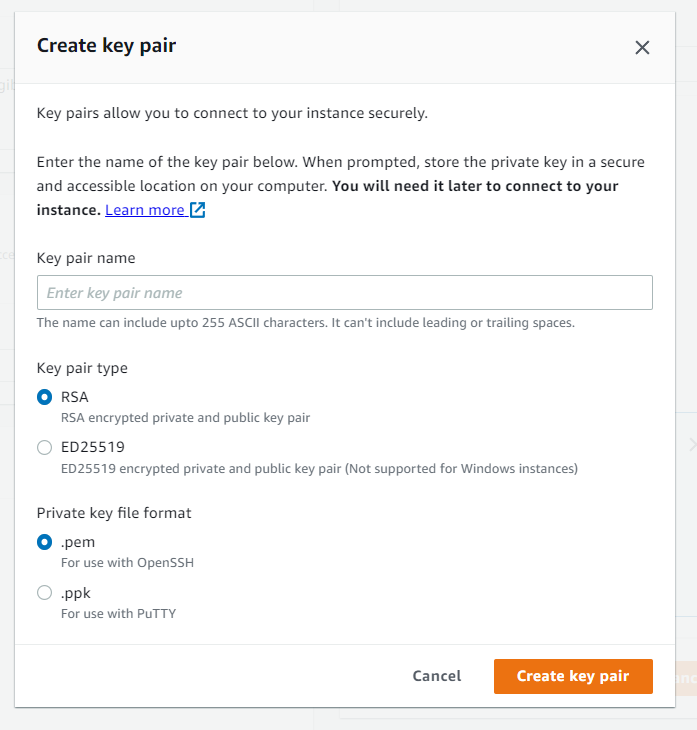 Create key pair
Key pairs allow you to connect to your instance securely.
Enter the name of the key pair below. When prompted, store the private key in a secure
and accessible location on your computer. You will need it later to connect to your
instance. Learn more
Key pair name
Enter key pair name
The name can include upto 255 ASCII characters. It can't include leading or trailing spaces.
Key pair type
RSA
RSA encrypted private and public key pair
ED25519
ED25519 encrypted private and public key pair (Not supported for Windows instances)
Private key file format
.pem
For use with OpenSSH
.ppk
For use with PuTTY
Cancel
Create key pair